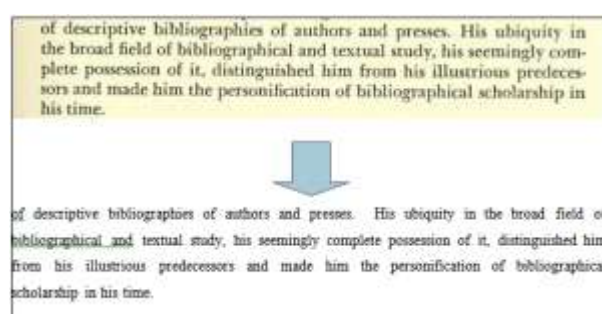 of descriptive bibliographies of authors and presses. His ubiquity in
the broad field of bibliographical and textual study, his seemingly com-
plete possession of it, distinguished him from his illustrious predeces-
sors and made him the personification of bibliographical scholarship in
his time.
of descriptive bibliographies of authors and presses. His ubiquity in the broad field o
bibliographical and textual study, his seemingly complete possession of it, distinguished him
from his illustrious predecessors and made him the personification of bibliographica
scholarship in his time.